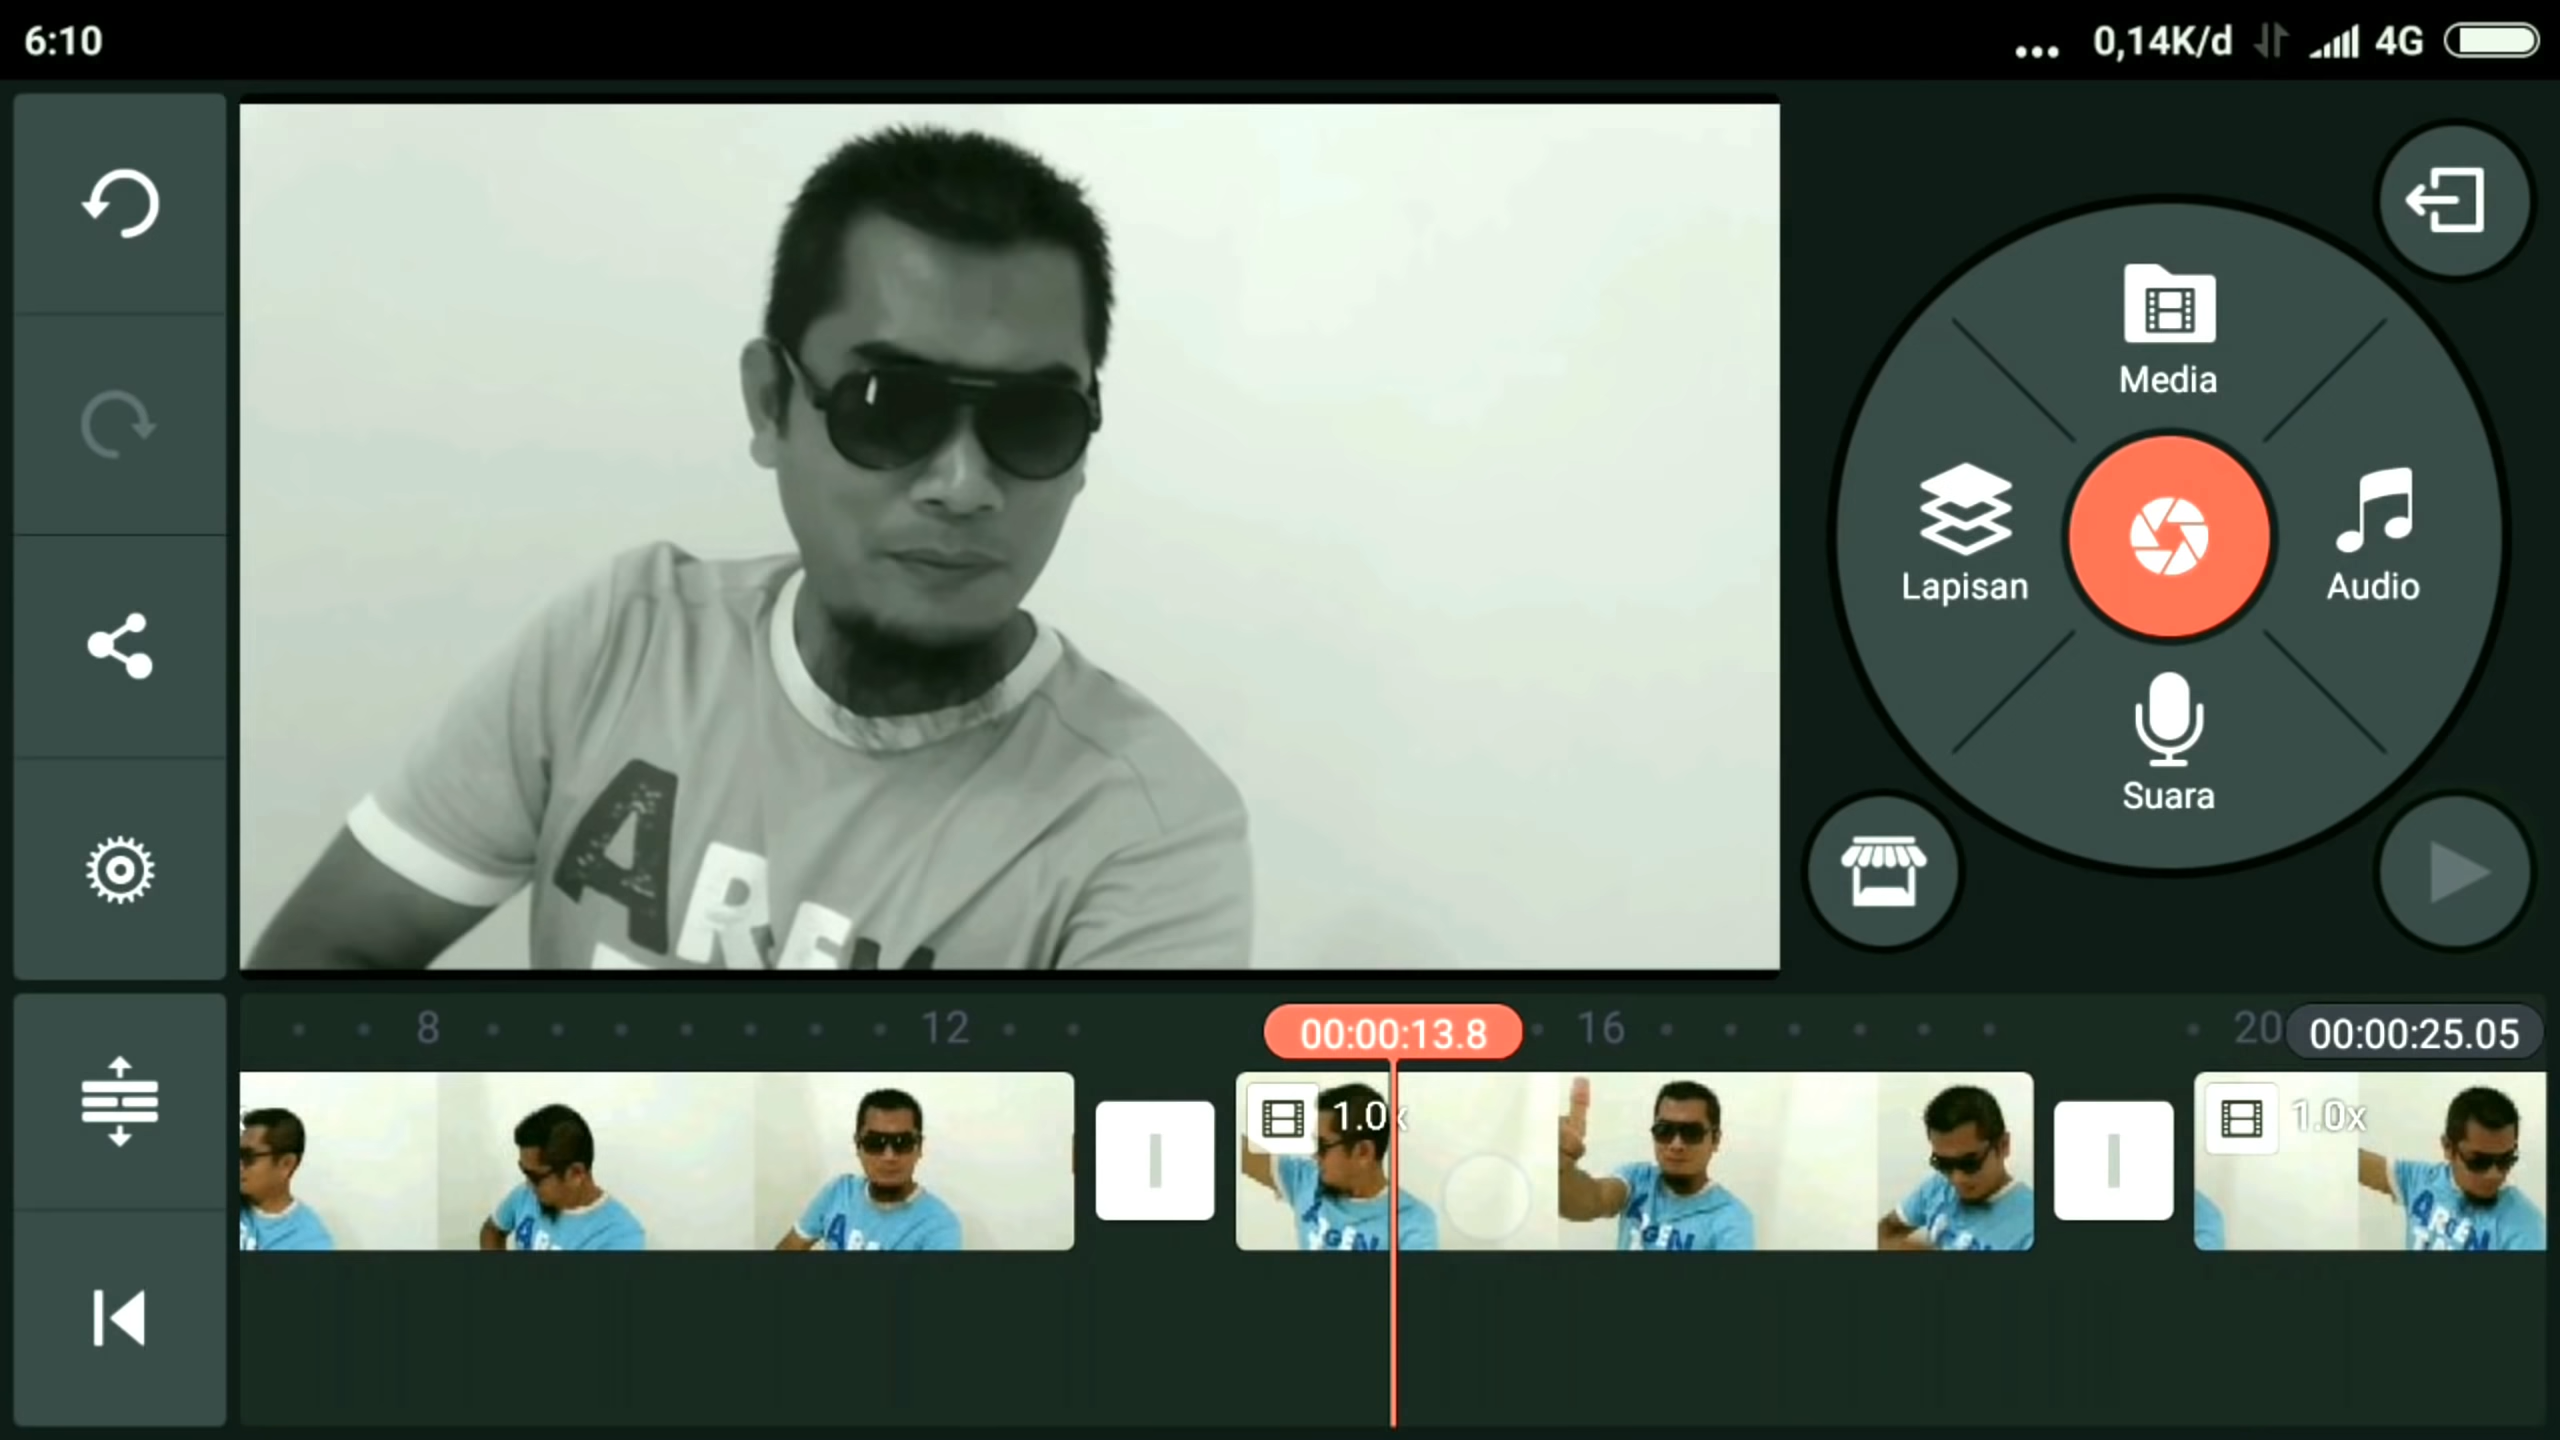 6:10
... 0,14K/d 4G
Media
Lapisan
Audio
Suara
AR
8
12
00:00:13.8
16
20
00:00:25.05
1.0x
1.0x